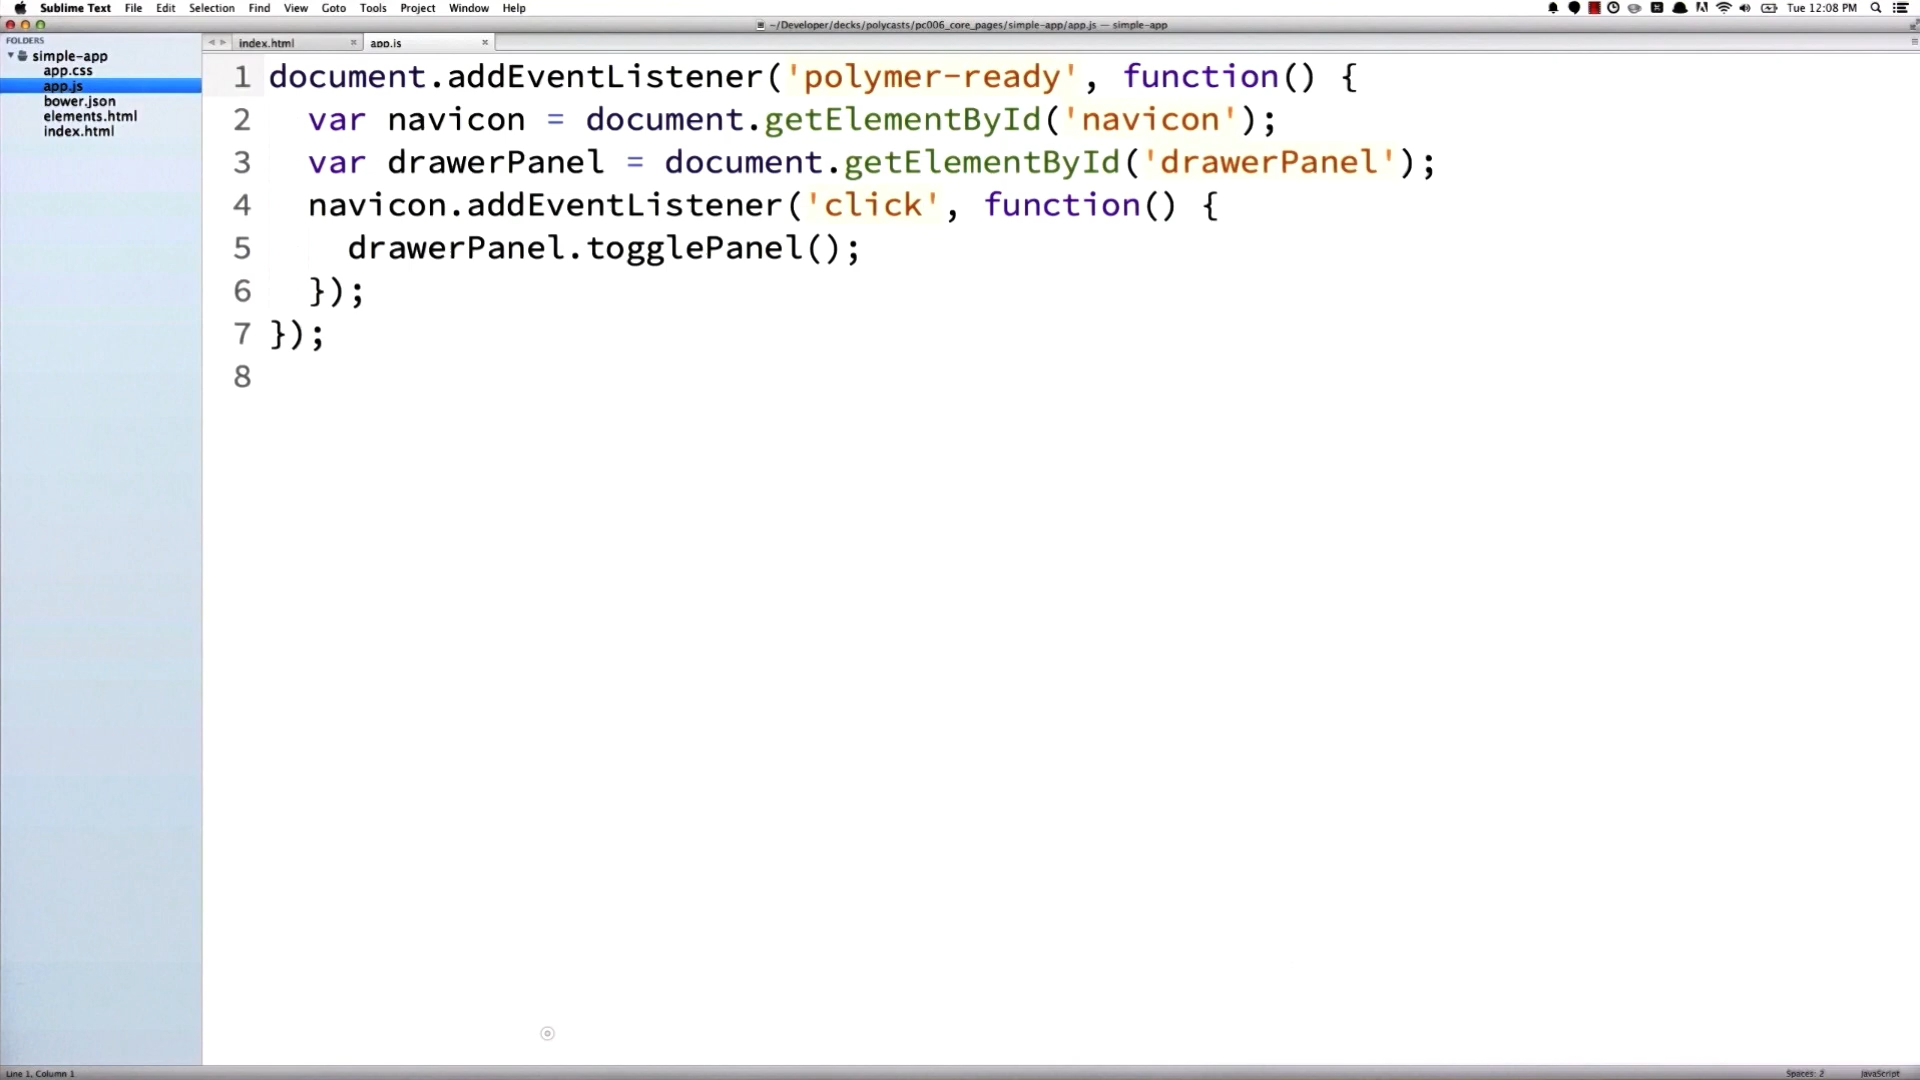 Sublime Text File Edit Selection Find View Goto Tools Project Window Help Tue 12:08 PM
~/Developer/decks/polycasts/pc006_core_pages/simple-app/app.js — simple-app
FOLDERS
simple-app
app.css
app.js
bower.json
elements.html
index.html
index.html app.js
1 document.addEventListener('polymer-ready', function() {
2 var navicon = document.getElementById('navicon');
3 var drawerPanel = document.getElementById('drawerPanel');
4 navicon.addEventListener('click', function() {
5 drawerPanel.togglePanel();
6 });
7 });
8
Line 1, Column 1 Spaces: 2 JavaScript